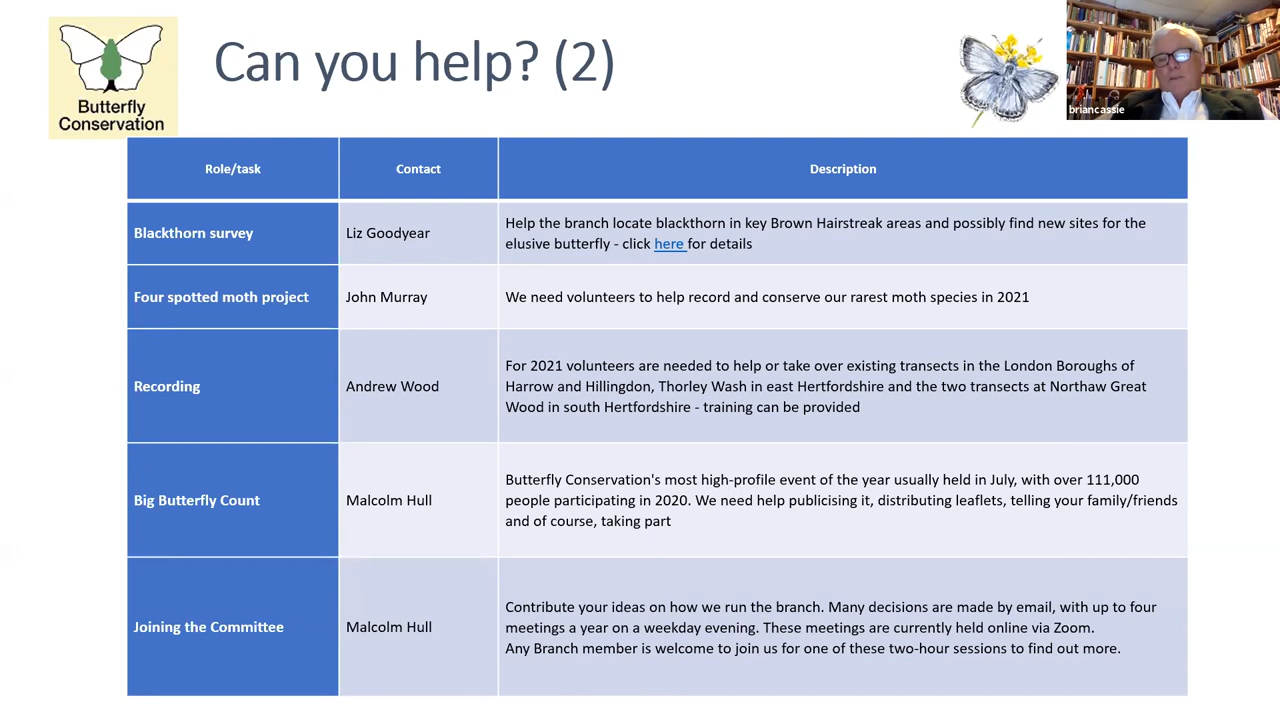 Butterfly
Conservation
Can you help? (2)
briancassie
Role/task
Contact
Description
Blackthorn survey
Liz Goodyear
Help the branch locate blackthorn in key Brown Hairstreak areas and possibly find new sites for the
elusive butterfly - click here for details
Four spotted moth project
John Murray
We need volunteers to help record and conserve our rarest moth species in 2021
Recording
Andrew Wood
For 2021 volunteers are needed to help or take over existing transects in the London Boroughs of
Harrow and Hillingdon, Thorley Wash in east Hertfordshire and the two transects at Northaw Great
Wood in south Hertfordshire - training can be provided
Big Butterfly Count
Malcolm Hull
Butterfly Conservation's most high-profile event of the year usually held in July, with over 111,000
people participating in 2020. We need help publicising it, distributing leaflets, telling your family/friends
and of course, taking part
Joining the Committee
Malcolm Hull
Contribute your ideas on how we run the branch. Many decisions are made by email, with up to four
meetings a year on a weekday evening. These meetings are currently held online via Zoom.
Any Branch member is welcome to join us for one of these two-hour sessions to find out more.